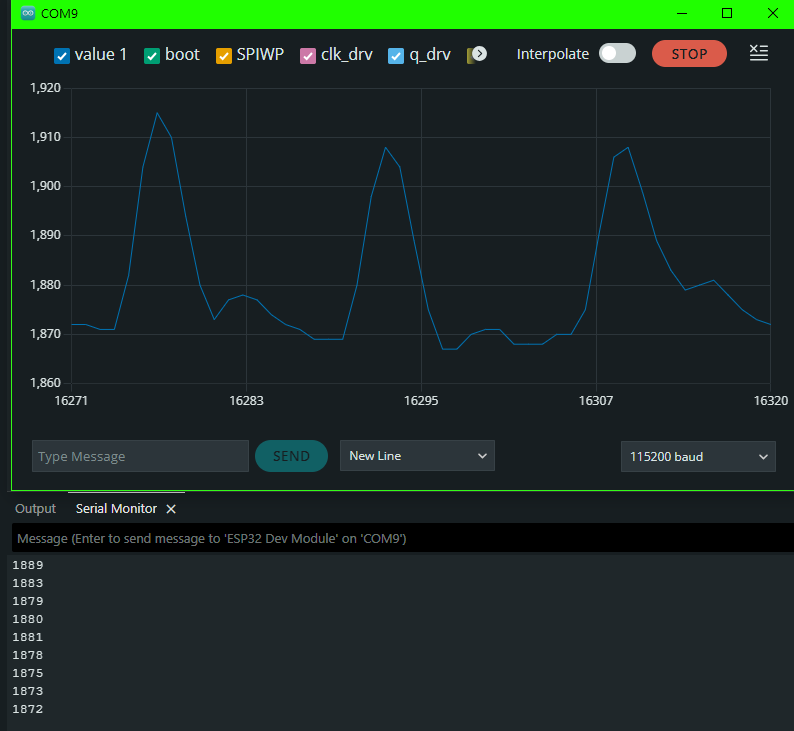 COM9
value 1 boot SPIWP clk_drv q_drv Interpolate STOP
1,920
1,910
1,900
1,890
1,880
1,870
1,860
16271 16283 16295 16307 16320
Type Message SEND New Line 115200 baud
Output Serial Monitor
Message (Enter to send message to 'ESP32 Dev Module' on 'COM9')
1889
1883
1879
1880
1881
1878
1875
1873
1872